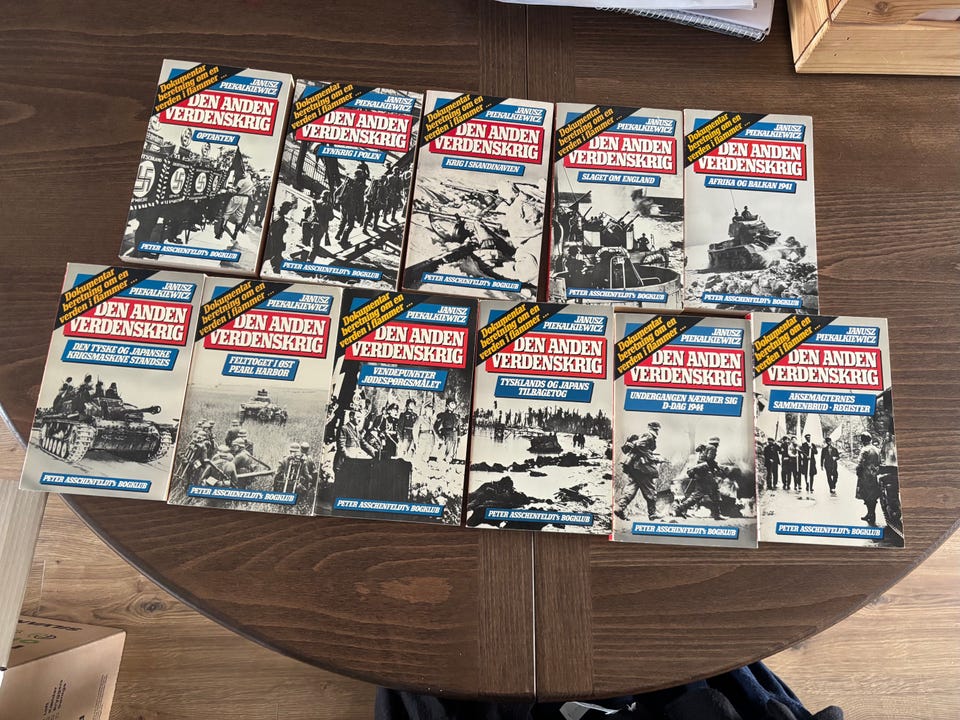 Dokumentar
beretning om en
verden i flammer ...
JANUSZ
PIEKALKIEWICZ
DEN ANDEN
VERDENSKRIG
OPTAKTEN
PETER ASSCHENFELDT's BOGKLUB
Dokumentar
beretning om en
verden i flammer ...
JANUSZ
PIEKALKIEWICZ
DEN ANDEN
VERDENSKRIG
LYNKRIG I POLEN
PETER ASSCHENFELDT's BOGKLUB
Dokumentar
beretning om en
verden i flammer ...
JANUSZ
PIEKALKIEWICZ
DEN ANDEN
VERDENSKRIG
KRIG I SKANDINAVIEN
PETER ASSCHENFELDT's BOGKLUB
Dokumentar
beretning om en
verden i flammer ...
JANUSZ
PIEKALKIEWICZ
DEN ANDEN
VERDENSKRIG
SLAGET OM ENGLAND
PETER ASSCHENFELDT's BOGKLUB
Dokumentar
beretning om en
verden i flammer ...
JANUSZ
PIEKALKIEWICZ
DEN ANDEN
VERDENSKRIG
AFRIKA OG BALKAN 1941
PETER ASSCHENFELDT's BOGKLUB
Dokumentar
beretning om en
verden i flammer ...
JANUSZ
PIEKALKIEWICZ
DEN ANDEN
VERDENSKRIG
DEN TYSKE OG JAPANSKE
KRIGSMASKINE STANDSES
PETER ASSCHENFELDT's BOGKLUB
Dokumentar
beretning om en
verden i flammer ...
JANUSZ
PIEKALKIEWICZ
DEN ANDEN
VERDENSKRIG
FELTTOGET I ØST
PEARL HARBOR
PETER ASSCHENFELDT's BOGKLUB
Dokumentar
beretning om en
verden i flammer ...
JANUSZ
PIEKALKIEWICZ
DEN ANDEN
VERDENSKRIG
VENDEPUNKTER
JØDESPØRGSMÅLET
PETER ASSCHENFELDT's BOGKLUB
Dokumentar
beretning om en
verden i flammer ...
JANUSZ
PIEKALKIEWICZ
DEN ANDEN
VERDENSKRIG
TYSKLANDS OG JAPANS
TILBAGETOG
PETER ASSCHENFELDT's BOGKLUB
Dokumentar
beretning om en
verden i flammer ...
JANUSZ
PIEKALKIEWICZ
DEN ANDEN
VERDENSKRIG
UNDERGANGEN NÆRMER SIG
D-DAG 1944
PETER ASSCHENFELDT's BOGKLUB
Dokumentar
beretning om en
verden i flammer ...
JANUSZ
PIEKALKIEWICZ
DEN ANDEN
VERDENSKRIG
AKSEMAGTERNES
SAMMENBRUD • REGISTER
PETER ASSCHENFELDT's BOGKLUB